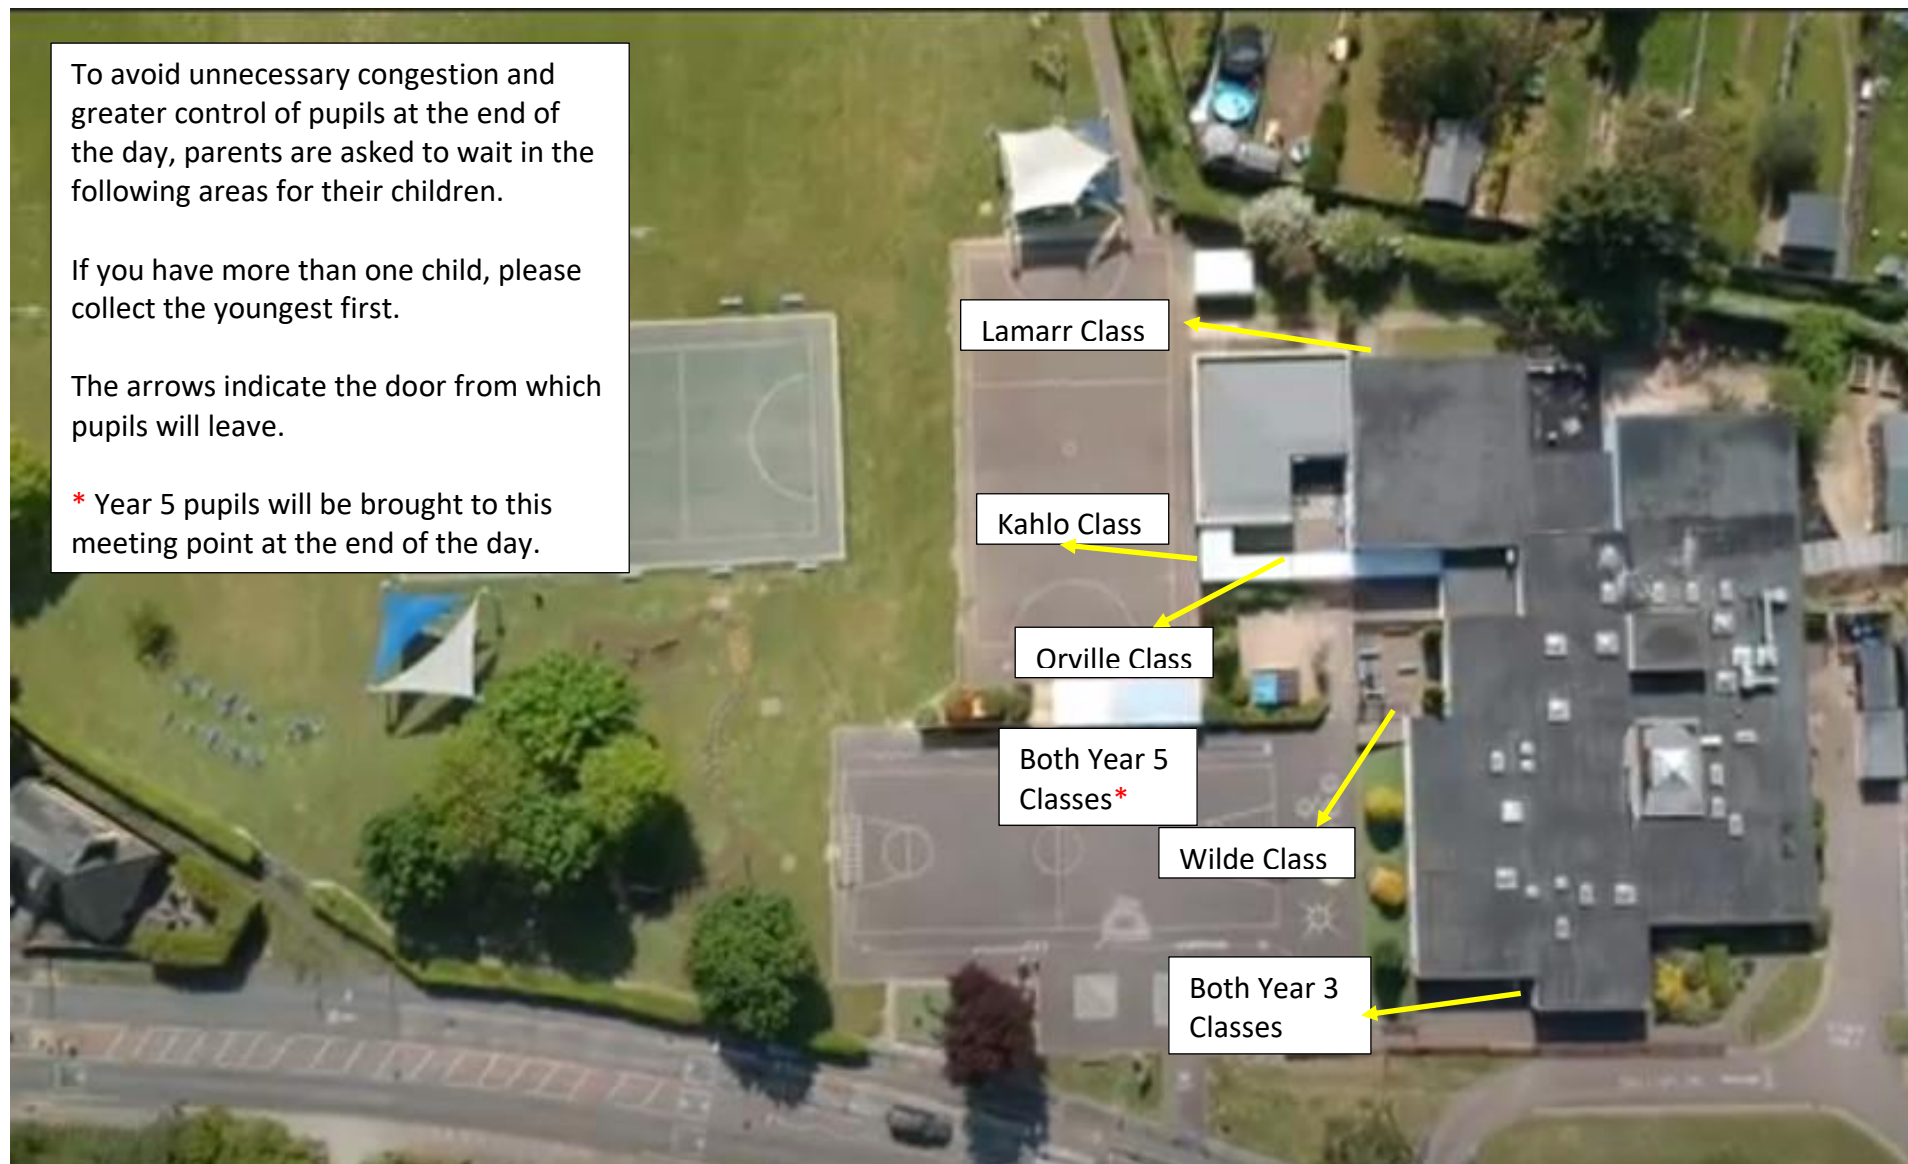 To avoid unnecessary congestion and
greater control of pupils at the end of
the day, parents are asked to wait in the
following areas for their children.
If you have more than one child, please
collect the youngest first.
The arrows indicate the door from which
pupils will leave.
* Year 5 pupils will be brought to this
meeting point at the end of the day.
Lamarr Class
Kahlo Class
Orville Class
Both Year 5
Classes*
Wilde Class
Both Year 3
Classes